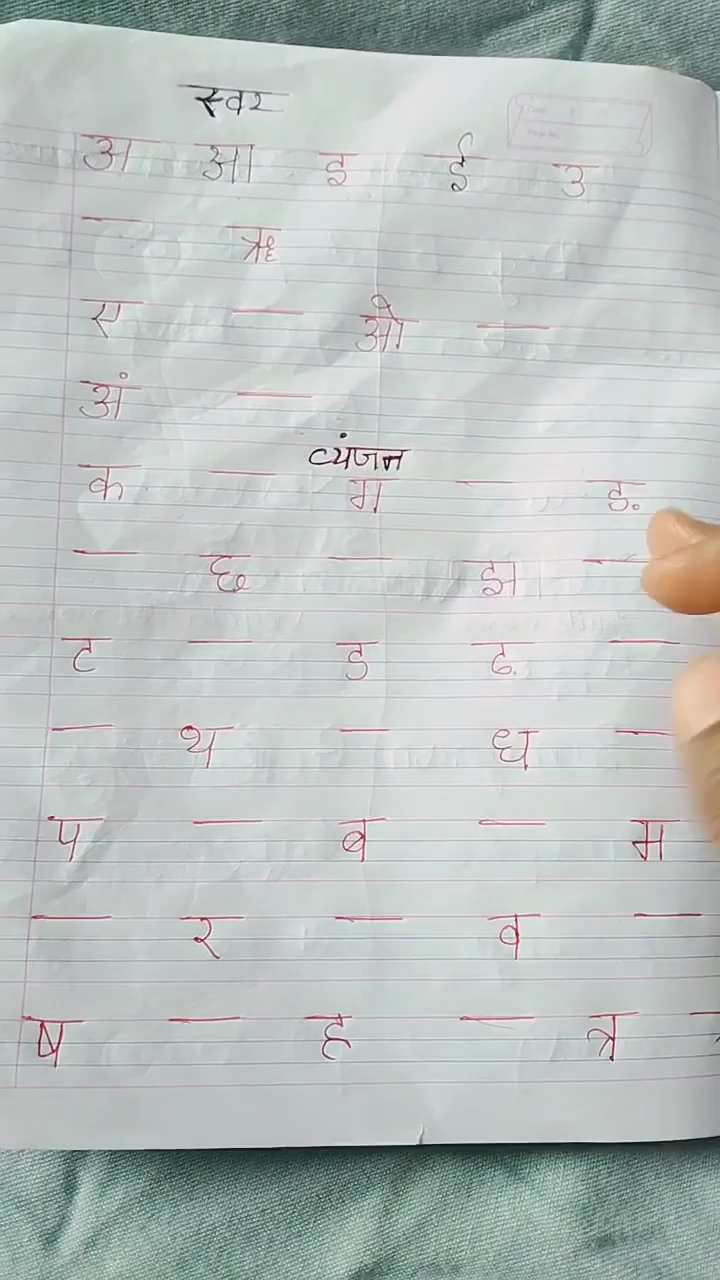 स्वर
अ आ इ ई उ
— ऋ
ए — ओ —
अं —
व्यंजन
क — ग — ङ
— छ — झ —
ट — ड ढ —
— थ — ध —
प — ब — म
— र — व —
ष — ह — त्र